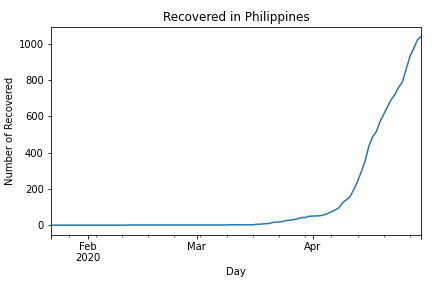 Recovered in Philippines
Number of Recovered
1000
800
600
400
200
0
Feb
2020
Mar
Apr
Day